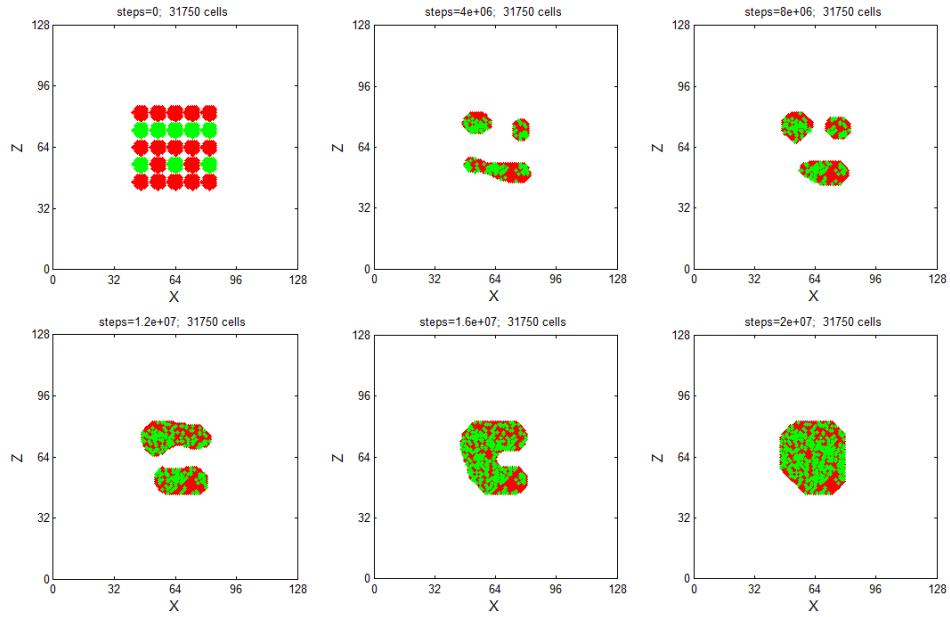 steps=0;  31750 cells
128
96
64
32
0
Z
0 32 64 96 128
X
steps=4e+06;  31750 cells
128
96
64
32
0
Z
0 32 64 96 128
X
steps=8e+06;  31750 cells
128
96
64
32
0
Z
0 32 64 96 128
X
steps=1.2e+07;  31750 cells
128
96
64
32
0
Z
0 32 64 96 128
X
steps=1.6e+07;  31750 cells
128
96
64
32
0
Z
0 32 64 96 128
X
steps=2e+07;  31750 cells
128
96
64
32
0
Z
0 32 64 96 128
X